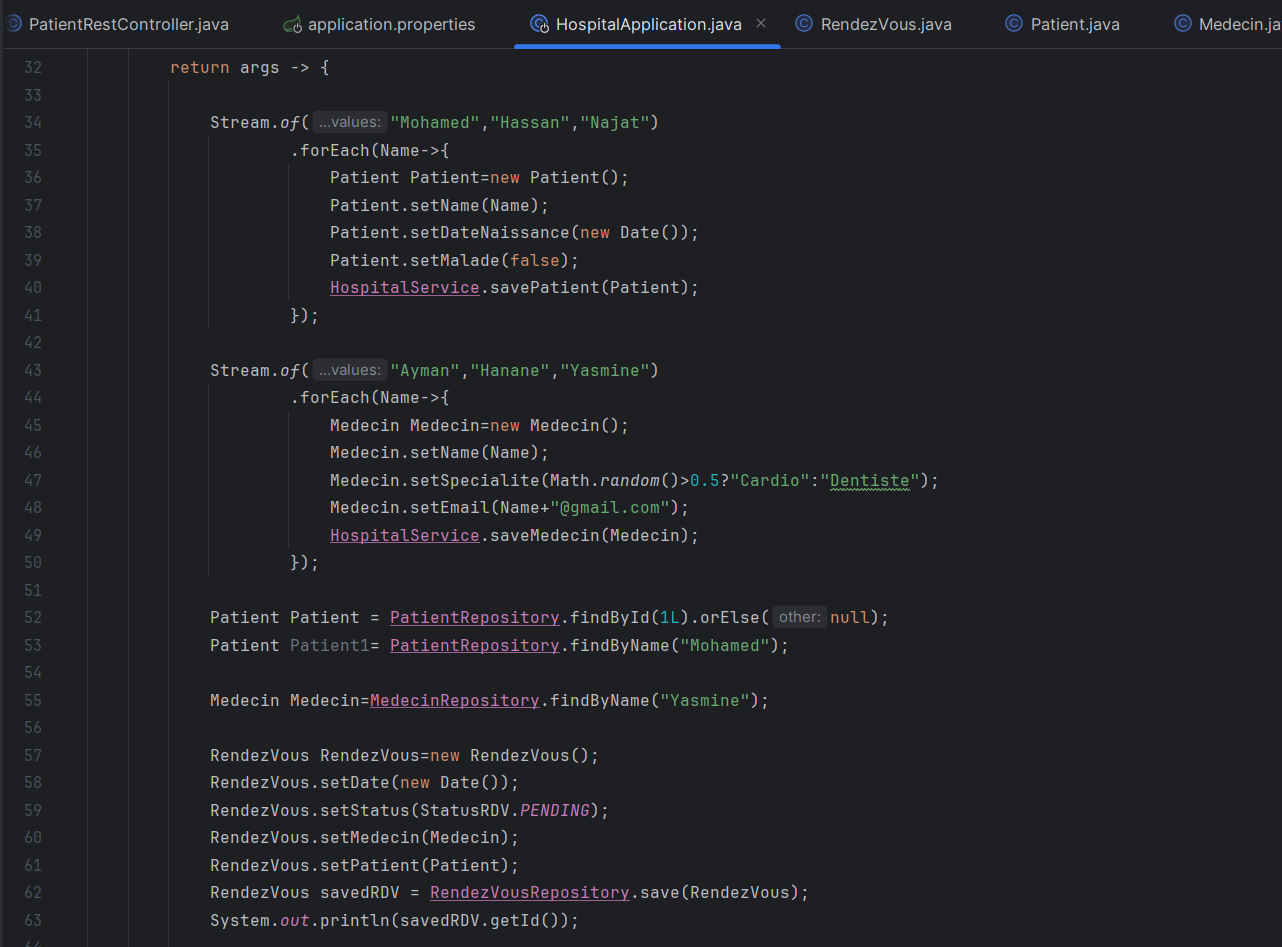 PatientRestController.java application.properties HospitalApplication.java RendezVous.java Patient.java Medecin.ja
32 return args -> {
33
34 Stream.of( ...values: "Mohamed","Hassan","Najat")
35 .forEach(Name->{
36 Patient Patient=new Patient();
37 Patient.setName(Name);
38 Patient.setDateNaissance(new Date());
39 Patient.setMalade(false);
40 HospitalService.savePatient(Patient);
41 });
42
43 Stream.of( ...values: "Ayman","Hanane","Yasmine")
44 .forEach(Name->{
45 Medecin Medecin=new Medecin();
46 Medecin.setName(Name);
47 Medecin.setSpecialite(Math.random()>0.5?"Cardio":"Dentiste");
48 Medecin.setEmail(Name+"@gmail.com");
49 HospitalService.saveMedecin(Medecin);
50 });
51
52 Patient Patient = PatientRepository.findById(1L).orElse( other: null);
53 Patient Patient1= PatientRepository.findByName("Mohamed");
54
55 Medecin Medecin=MedecinRepository.findByName("Yasmine");
56
57 RendezVous RendezVous=new RendezVous();
58 RendezVous.setDate(new Date());
59 RendezVous.setStatus(StatusRDV.PENDING);
60 RendezVous.setMedecin(Medecin);
61 RendezVous.setPatient(Patient);
62 RendezVous savedRDV = RendezVousRepository.save(RendezVous);
63 System.out.println(savedRDV.getId());